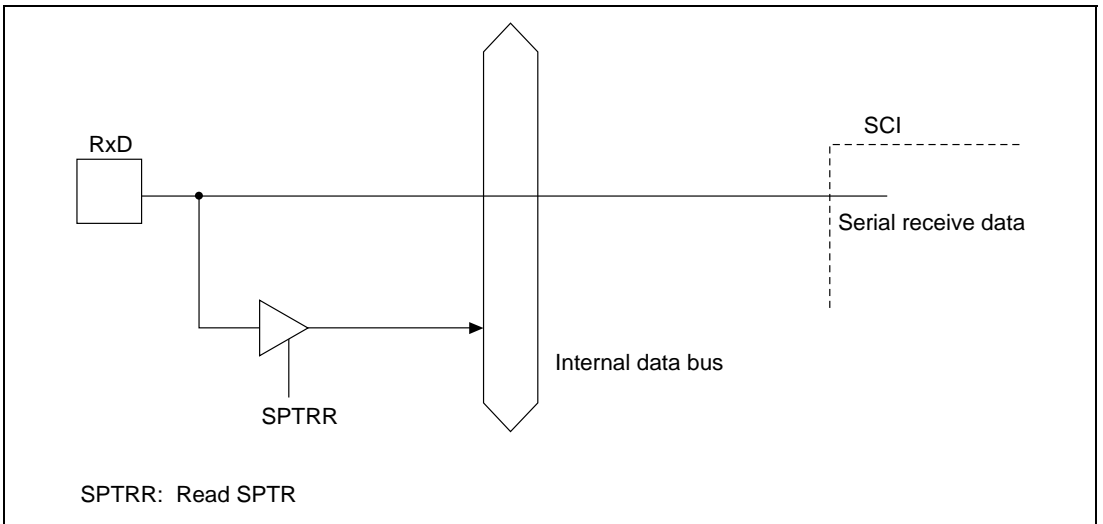 RxD
SCI
Serial receive data
Internal data bus
SPTRR
SPTRR: Read SPTR